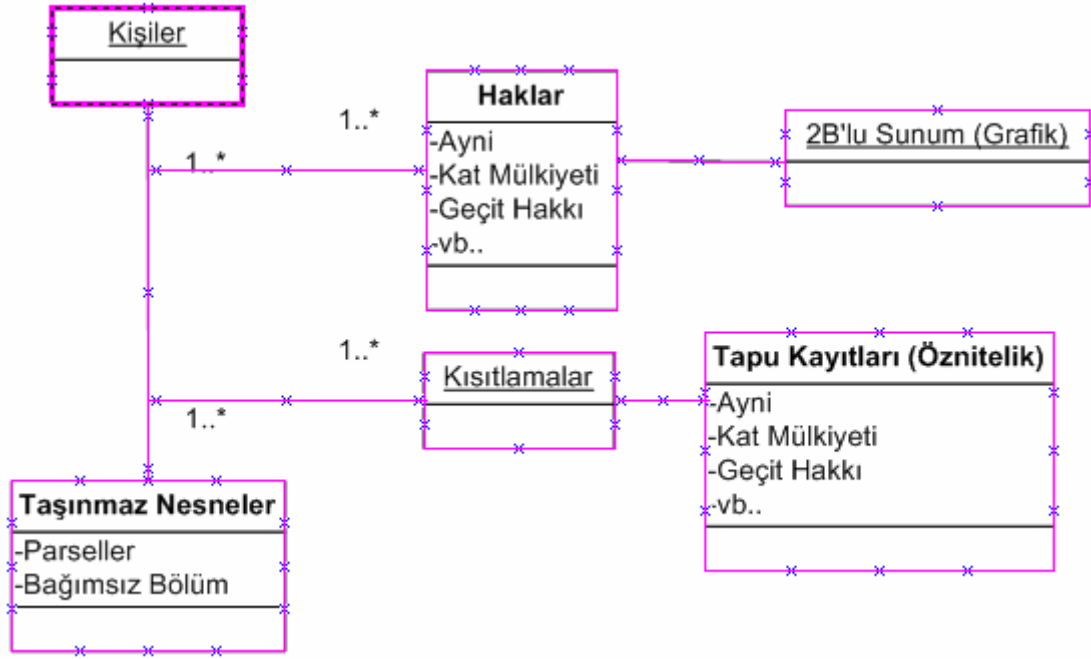 Kişiler
1..*
1..*
Haklar
-Ayni
-Kat Mülkiyeti
-Geçit Hakkı
-vb..
2B'lu Sunum (Grafik)
1..*
1..*
Kısıtlamalar
Tapu Kayıtları (Öznitelik)
-Ayni
-Kat Mülkiyeti
-Geçit Hakkı
-vb..
Taşınmaz Nesneler
-Parseller
-Bağımsız Bölüm